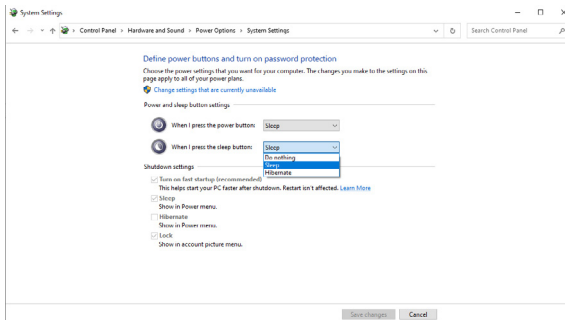 System Settings
Control Panel > Hardware and Sound > Power Options > System Settings
Search Control Panel
Define power buttons and turn on password protection
Choose the power settings that you want for your computer. The changes you make to the settings on this
page apply to all of your power plans.
Change settings that are currently unavailable
Power and sleep button settings
When I press the power button: Sleep
When I press the sleep button: Sleep
Do nothing
Sleep
Hibernate
Shutdown settings
Turn on fast startup (recommended)
This helps start your PC faster after shutdown. Restart isn't affected. Learn More
Sleep
Show in Power menu.
Hibernate
Show in Power menu.
Lock
Show in account picture menu.
Save changes Cancel